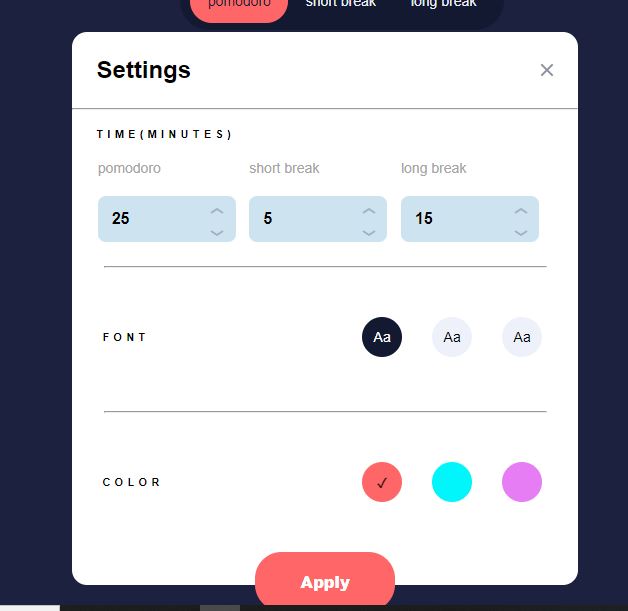 pomodoro short break long break
Settings
TIME(MINUTES)
pomodoro short break long break
25 5 15
FONT Aa Aa Aa
COLOR
Apply